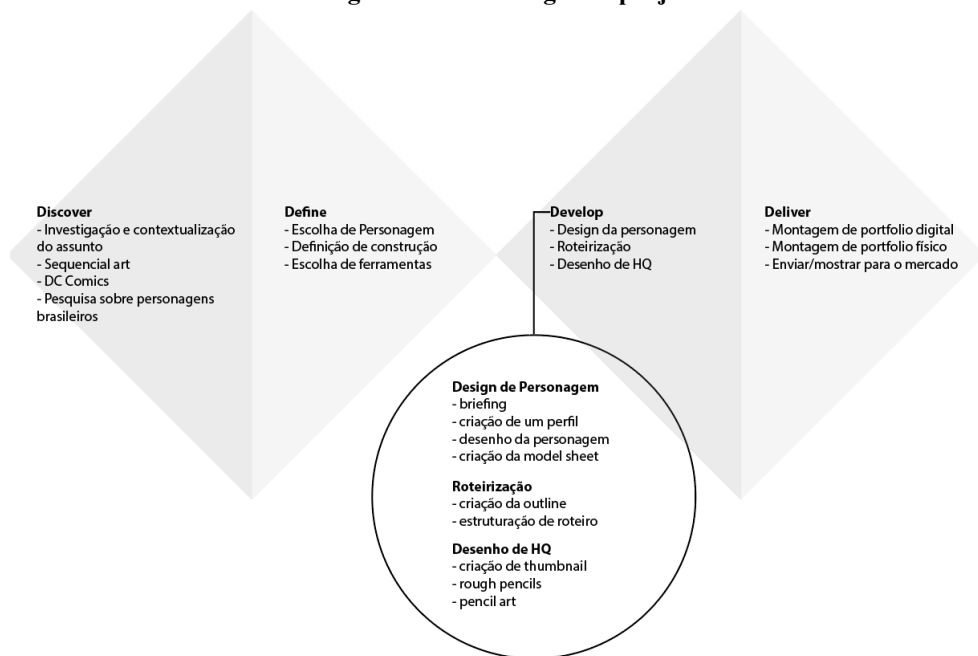 Discover
- Investigação e contextualização
do assunto
- Sequencial art
- DC Comics
- Pesquisa sobre personagens
brasileiros
Define
- Escolha de Personagem
- Definição de construção
- Escolha de ferramentas
Develop
- Design da personagem
- Roteirização
- Desenho de HQ
Deliver
- Montagem de portfolio digital
- Montagem de portfolio físico
- Enviar/mostrar para o mercado
Design de Personagem
- briefing
- criação de um perfil
- desenho da personagem
- criação da model sheet
Roteirização
- criação da outline
- estruturação de roteiro
Desenho de HQ
- criação de thumbnail
- rough pencils
- pencil art